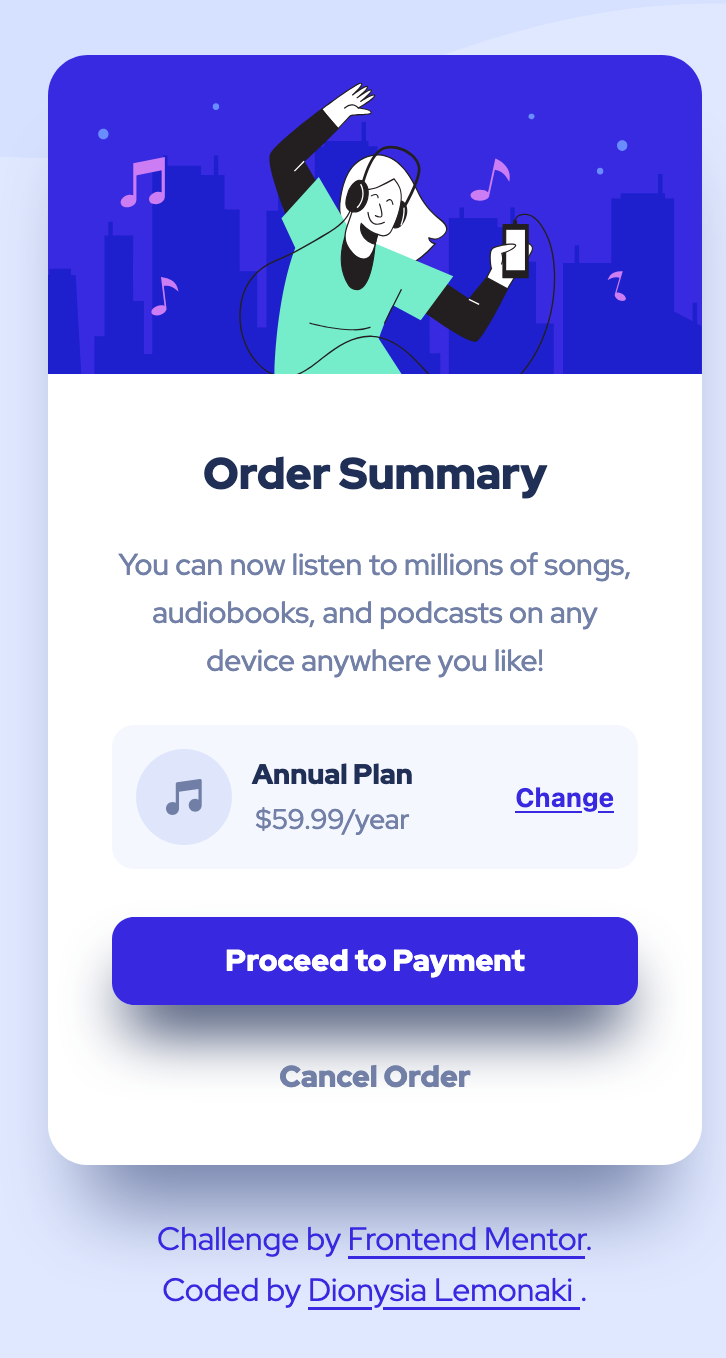 Order Summary
You can now listen to millions of songs,
audiobooks, and podcasts on any
device anywhere you like!
Annual Plan
$59.99/year
Change
Proceed to Payment
Cancel Order
Challenge by Frontend Mentor.
Coded by Dionysia Lemonaki .